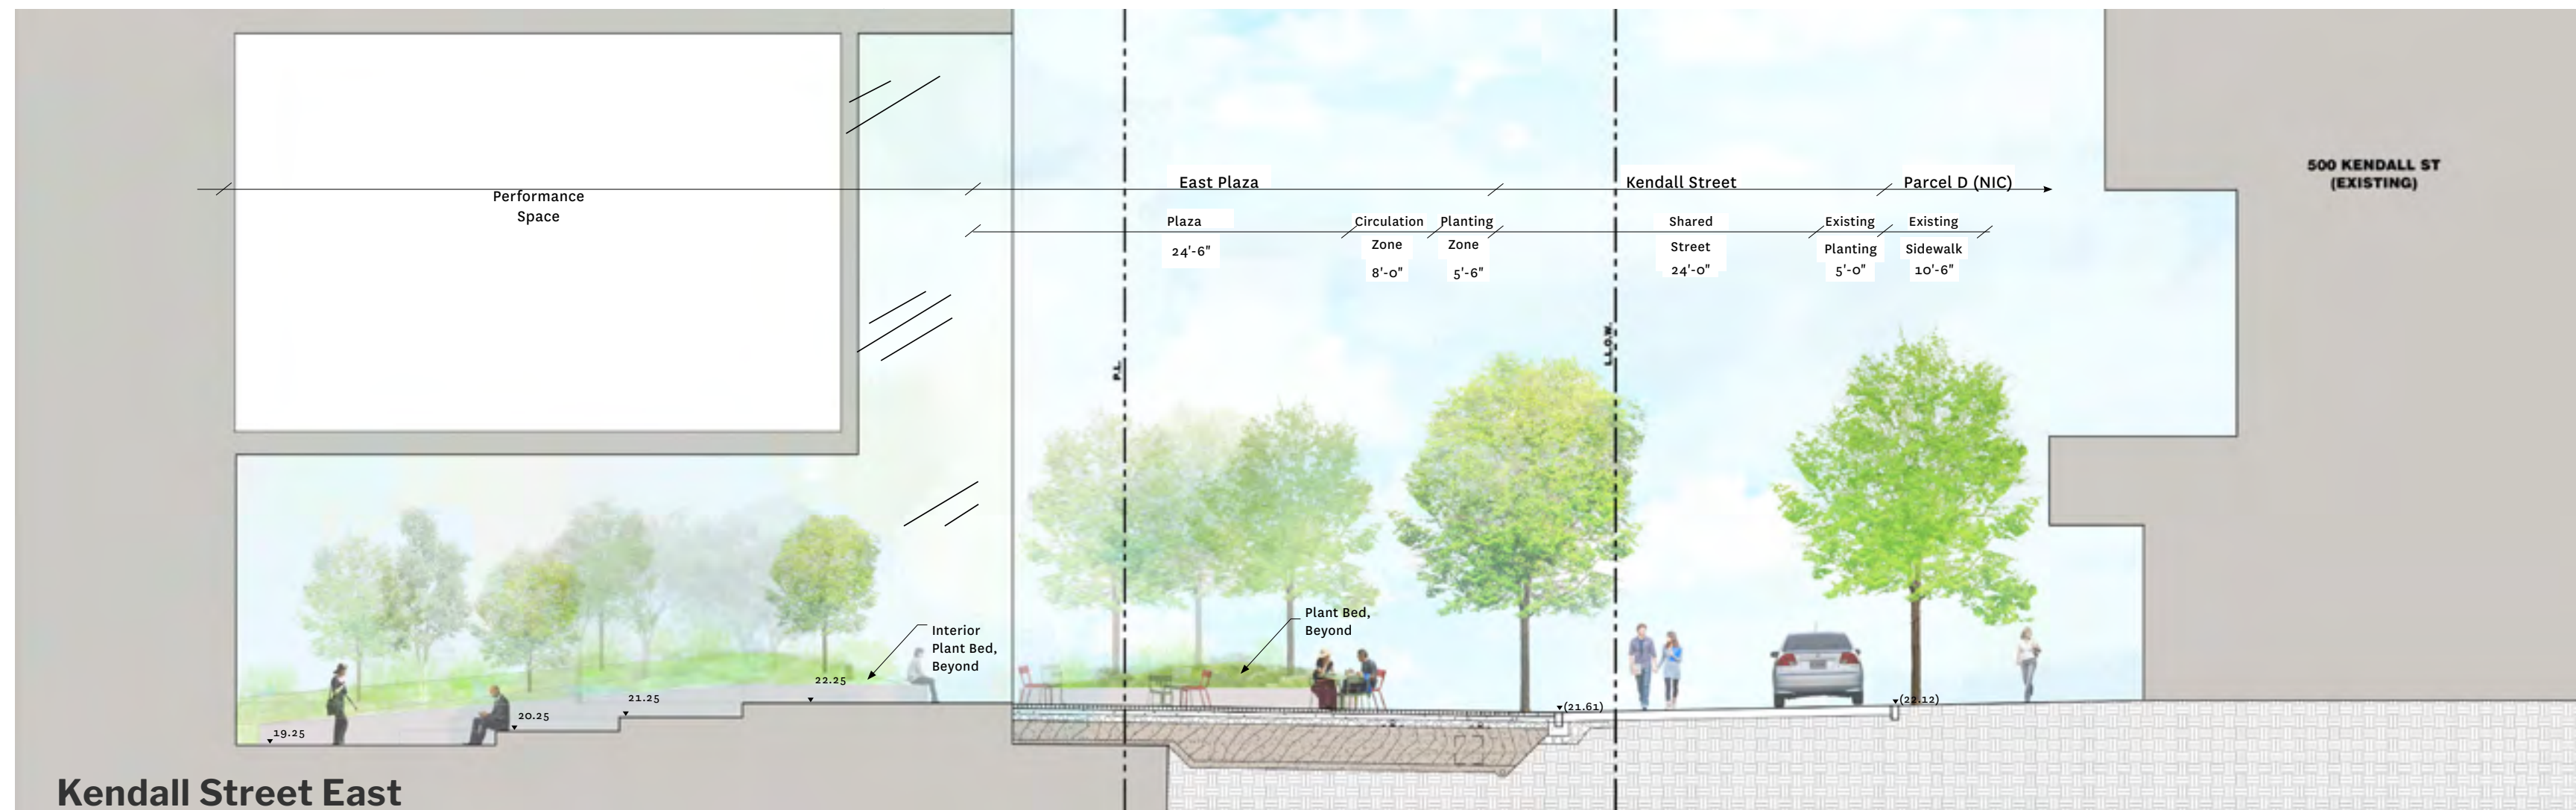 500 KENDALL ST
(EXISTING)
East Plaza
Kendall Street
Parcel D (NIC)
Performance
Space
Plaza
24'-6"
Circulation
Zone
8'-0"
Planting
Zone
5'-6"
Shared
Street
24'-0"
Existing
Planting
5'-0"
Existing
Sidewalk
10'-6"
P.L.
L.L.O.W.
Interior
Plant Bed,
Beyond
Plant Bed,
Beyond
19.25
20.25
21.25
22.25
(21.61)
(22.12)
Kendall Street East